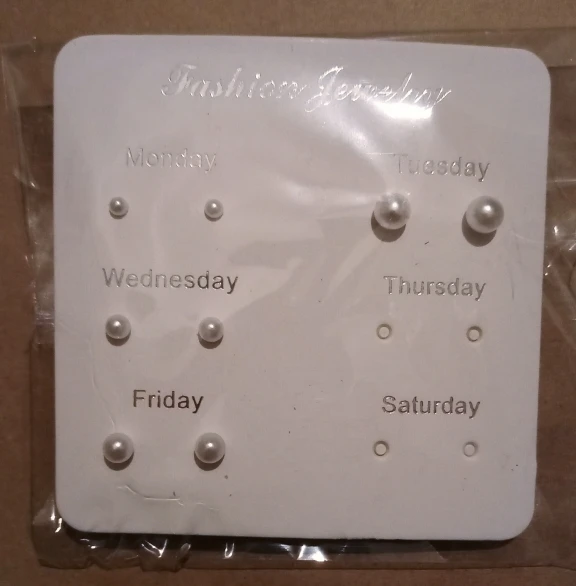 Fashion Jewelry
Monday Tuesday
Wednesday Thursday
Friday Saturday